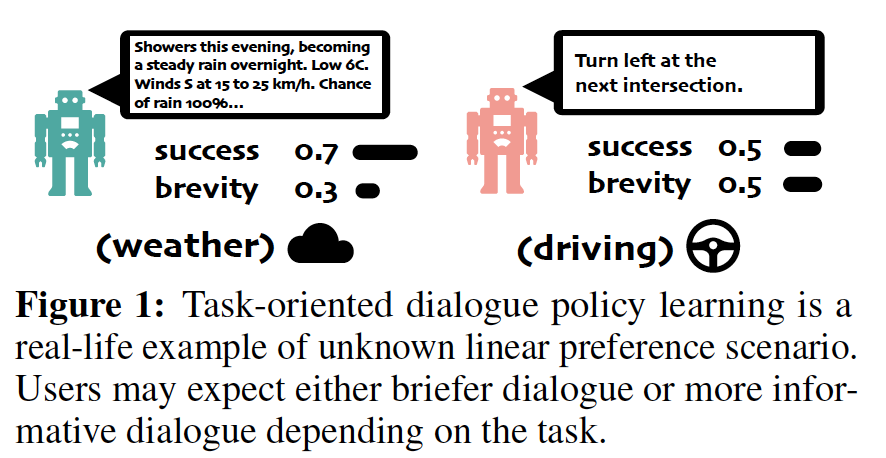 Showers this evening, becoming
a steady rain overnight. Low 6C.
Winds S at 15 to 25 km/h. Chance
of rain 100%...
success 0.7
brevity 0.3
(weather)
Turn left at the
next intersection.
success 0.5
brevity 0.5
(driving)
Figure 1: Task-oriented dialogue policy learning is a
real-life example of unknown linear preference scenario.
Users may expect either briefer dialogue or more infor-
mative dialogue depending on the task.